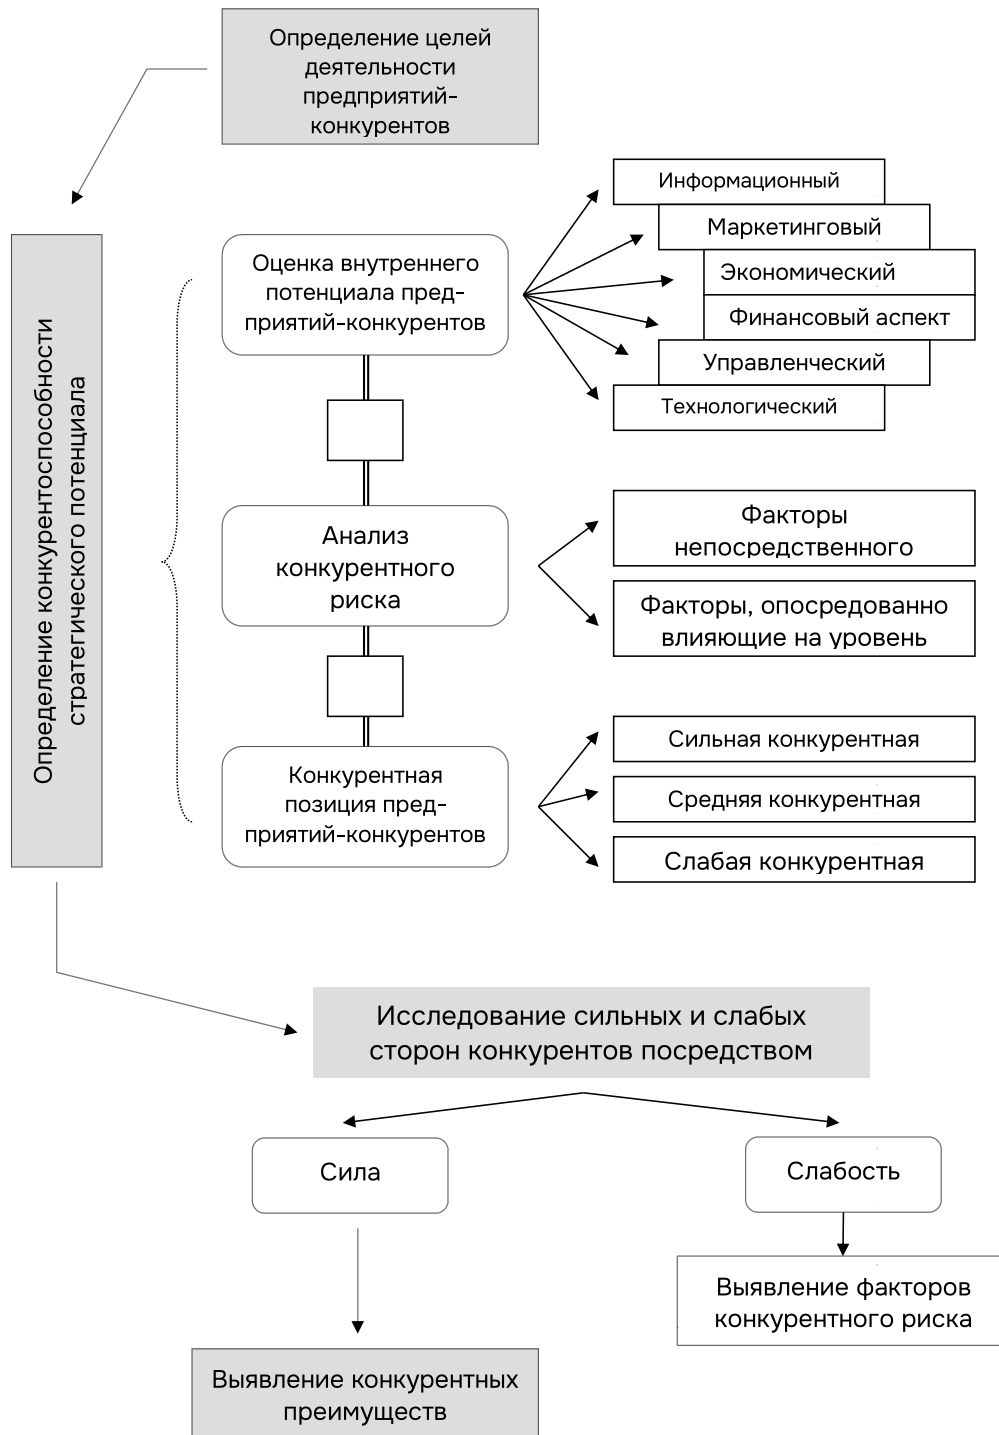 Определение целей
деятельности
предприятий-
конкурентов
Определение конкурентоспособности
стратегического потенциала
Оценка внутреннего
потенциала пред-
приятий-конкурентов
Информационный
Маркетинговый
Экономический
Финансовый аспект
Управленческий
Технологический
Анализ
конкурентного
риска
Факторы
непосредственного
Факторы, опосредованно
влияющие на уровень
Конкурентная
позиция пред-
приятий-конкурентов
Сильная конкурентная
Средняя конкурентная
Слабая конкурентная
Исследование сильных и слабых
сторон конкурентов посредством
Сила
Слабость
Выявление факторов
конкурентного риска
Выявление конкурентных
преимуществ